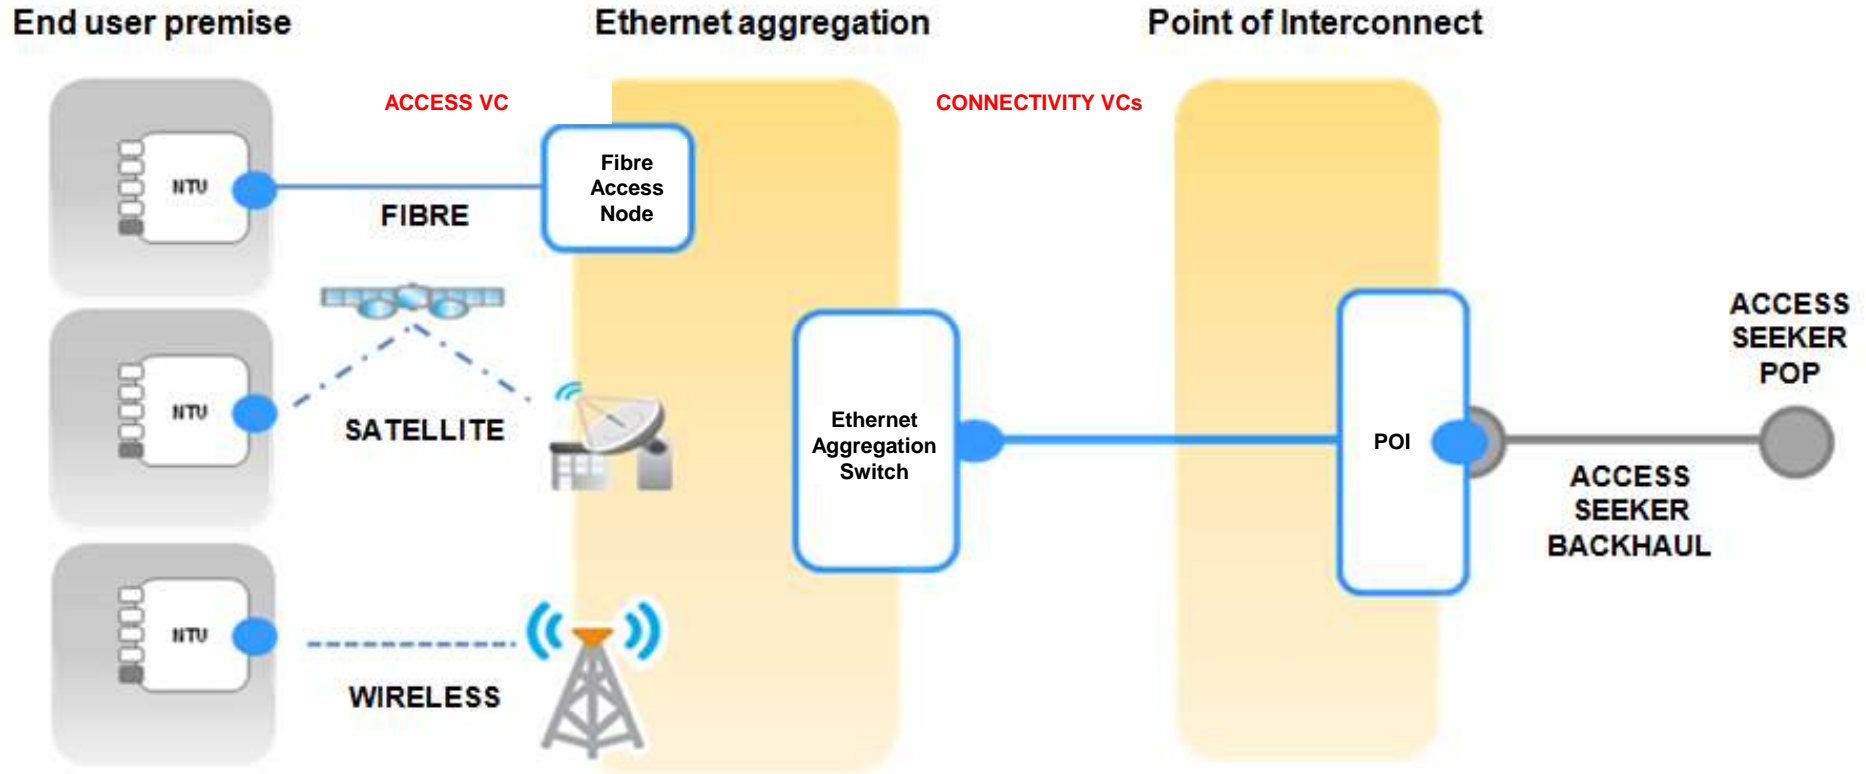 End user premise
Ethernet aggregation
Point of Interconnect
ACCESS VC
CONNECTIVITY VCs
NTU
FIBRE
Fibre
Access
Node
NTU
SATELLITE
Ethernet
Aggregation
Switch
POI
ACCESS
SEEKER
POP
ACCESS
SEEKER
BACKHAUL
NTU
WIRELESS